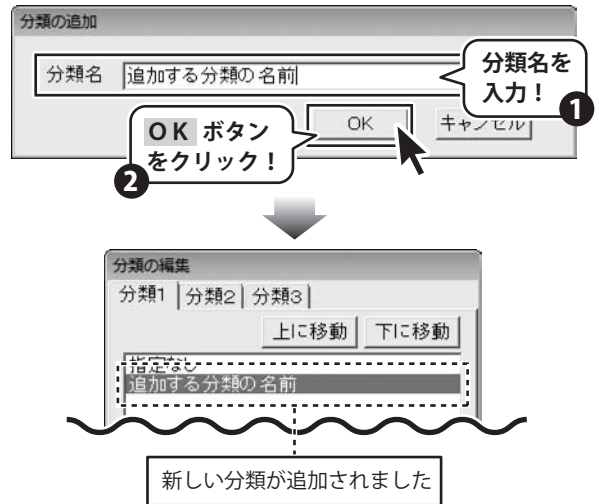 分類の追加
分類名 追加する分類の名前
分類名を
入力！
❶
OK キャンセル
OK ボタン
をクリック！
❷
分類の編集
分類1 分類2 分類3
上に移動 下に移動
指定なし
追加する分類の名前
新しい分類が追加されました